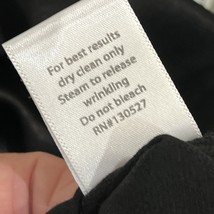 For best results
dry clean only
Steam to release
wrinkling
Do not bleach
RN#130527